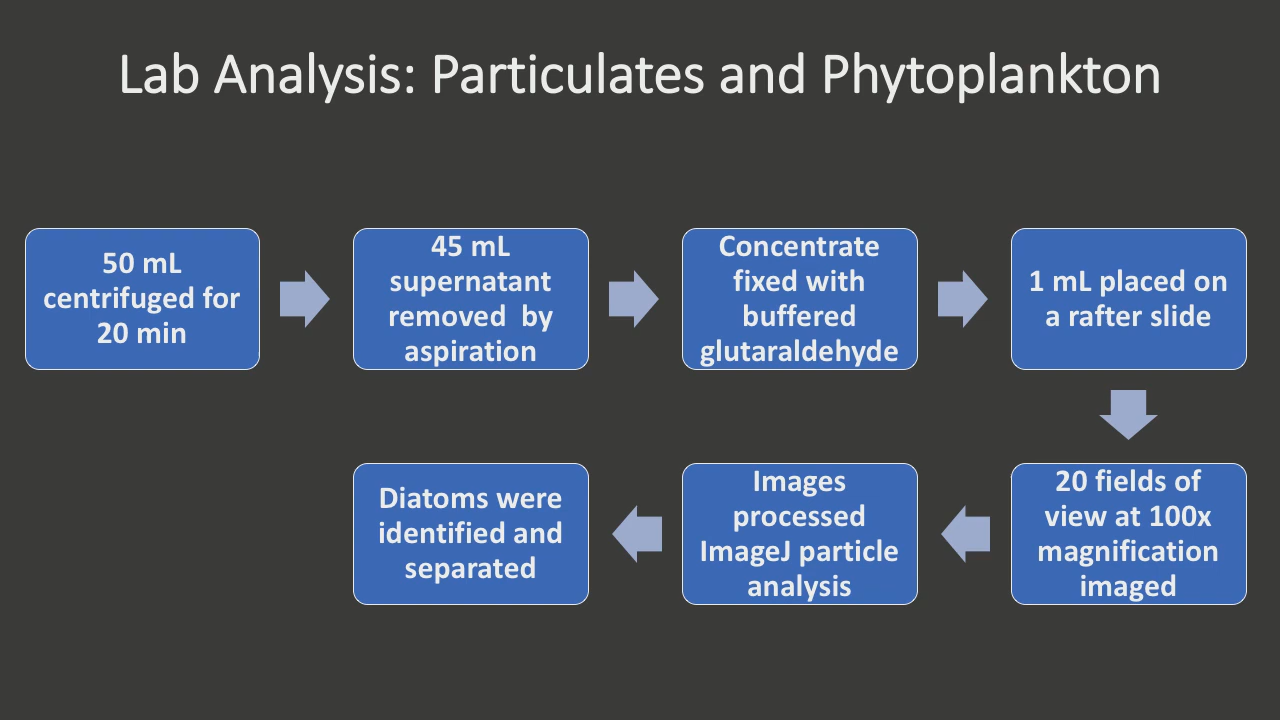 Lab Analysis: Particulates and Phytoplankton
50 mL
centrifuged for
20 min
45 mL
supernatant
removed  by
aspiration
Concentrate
fixed with
buffered
glutaraldehyde
1 mL placed on
a rafter slide
20 fields of
view at 100x
magnification
imaged
Images
processed
ImageJ particle
analysis
Diatoms were
identified and
separated